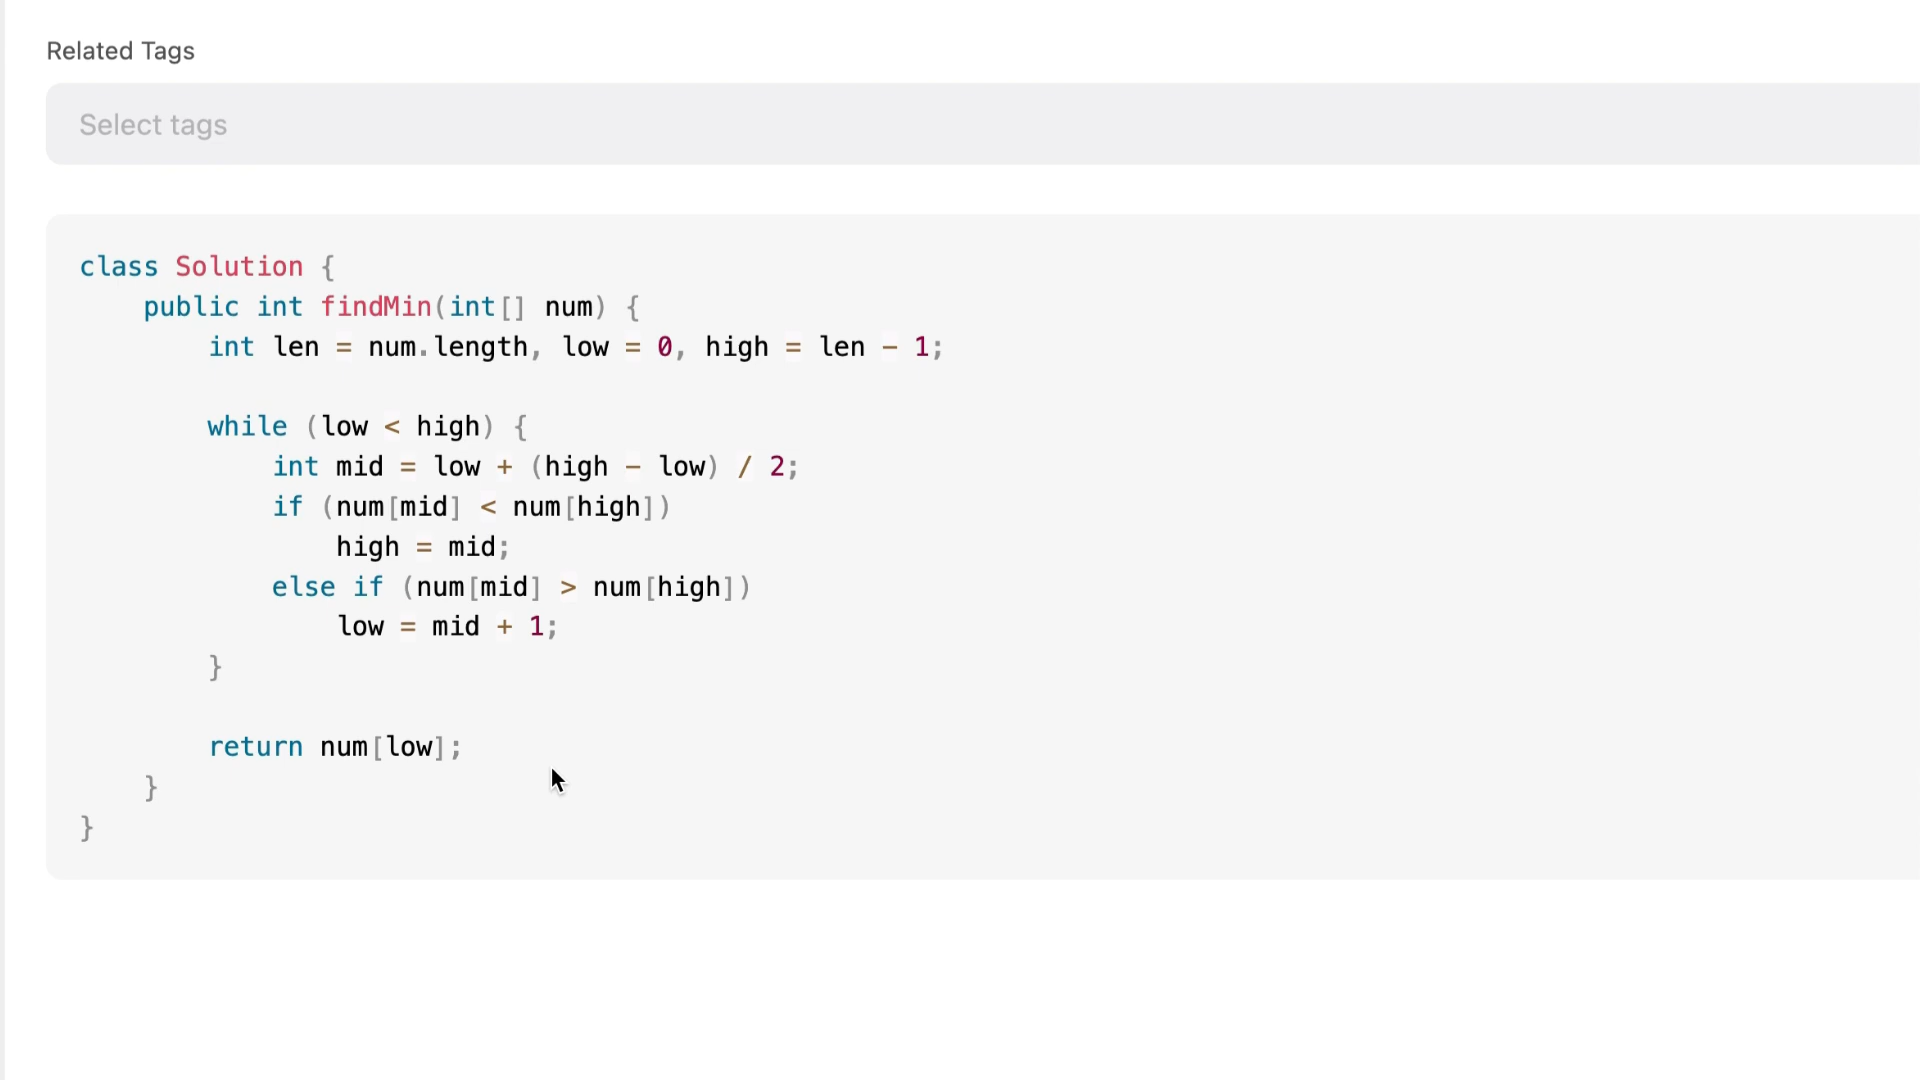 Related Tags
Select tags
class Solution {
    public int findMin(int[] num) {
        int len = num.length, low = 0, high = len - 1;
        while (low < high) {
            int mid = low + (high - low) / 2;
            if (num[mid] < num[high])
                high = mid;
            else if (num[mid] > num[high])
                low = mid + 1;
        }
        return num[low];
    }
}